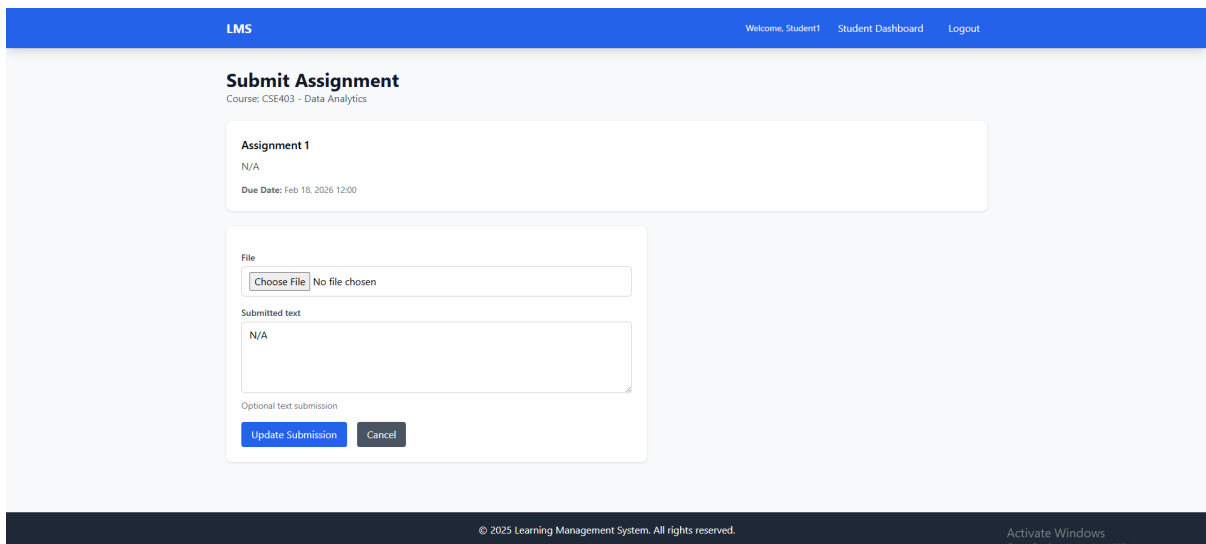 LMS Welcome, Student1 Student Dashboard Logout
Submit Assignment
Course: CSE403 - Data Analytics
Assignment 1
N/A
Due Date: Feb 18, 2026 12:00
File
Choose File No file chosen
Submitted text
N/A
Optional text submission
Update Submission Cancel
© 2025 Learning Management System. All rights reserved.
Activate Windows